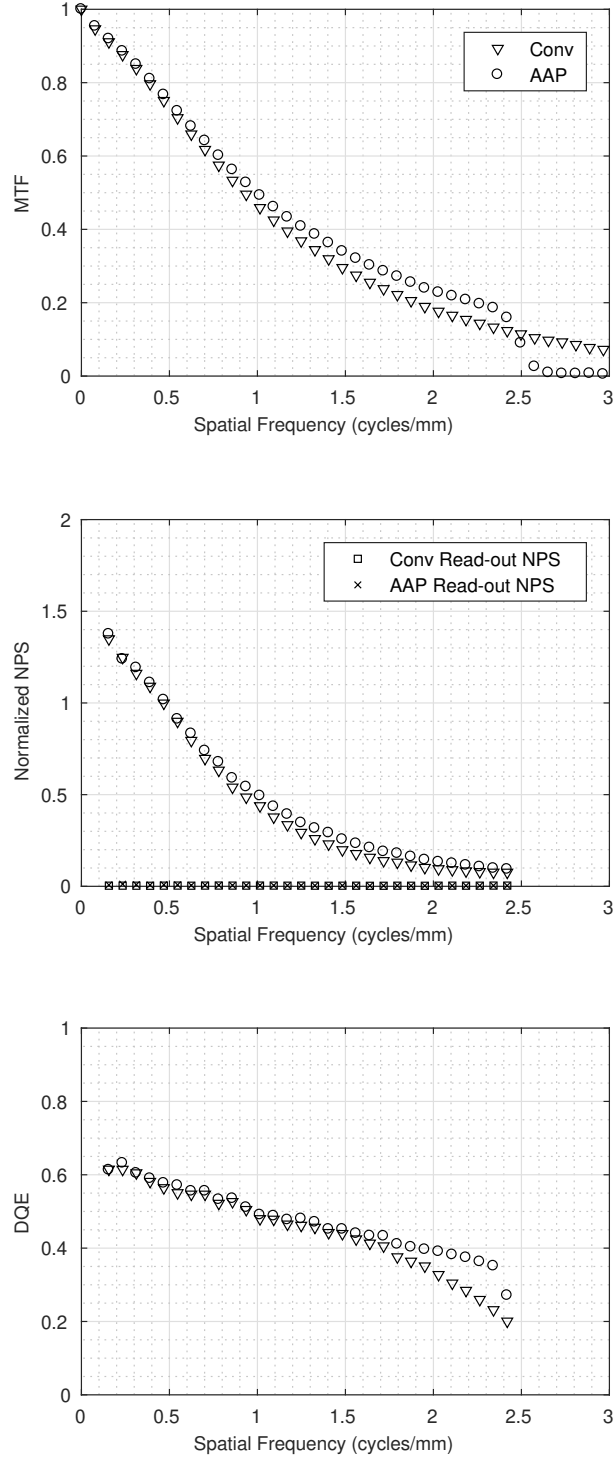 1
0.8
0.6
0.4
0.2
0
MTF
Conv
AAP
0 0.5 1 1.5 2 2.5 3
Spatial Frequency (cycles/mm)
2
1.5
1
0.5
0
Normalized NPS
Conv Read-out NPS
AAP Read-out NPS
0 0.5 1 1.5 2 2.5 3
Spatial Frequency (cycles/mm)
1
0.8
0.6
0.4
0.2
0
DQE
0 0.5 1 1.5 2 2.5 3
Spatial Frequency (cycles/mm)